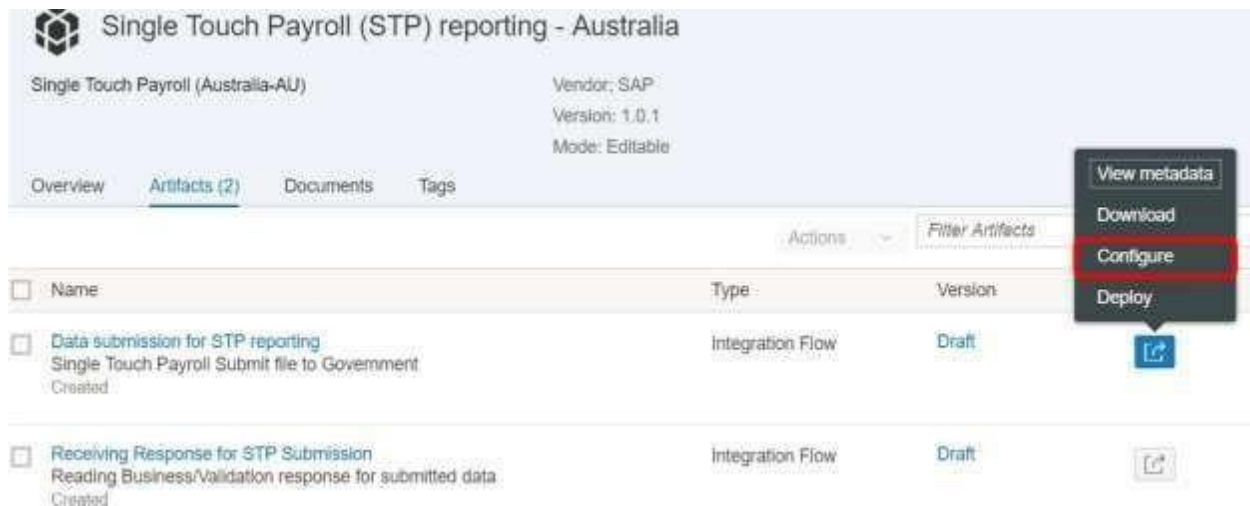 Single Touch Payroll (STP) reporting - Australia
Single Touch Payroll (Australia-AU)
Vendor: SAP
Version: 1.0.1
Mode: Editable
Overview Artifacts (2) Documents Tags
View metadata
Download
Configure
Deploy
Actions Filter Artifacts
Name Type Version
Data submission for STP reporting Integration Flow Draft
Single Touch Payroll Submit file to Government
Created
Receiving Response for STP Submission Integration Flow Draft
Reading Business/Validation response for submitted data
Created